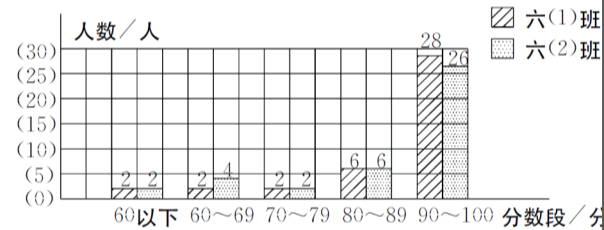 人数/人
六(1)班
六(2)班
(30)
(25)
(20)
(15)
(10)
(5)
(0)
2 2 2 4 2 2 6 6 28 26
60以下 60～69 70～79 80～89 90～100 分数段/分